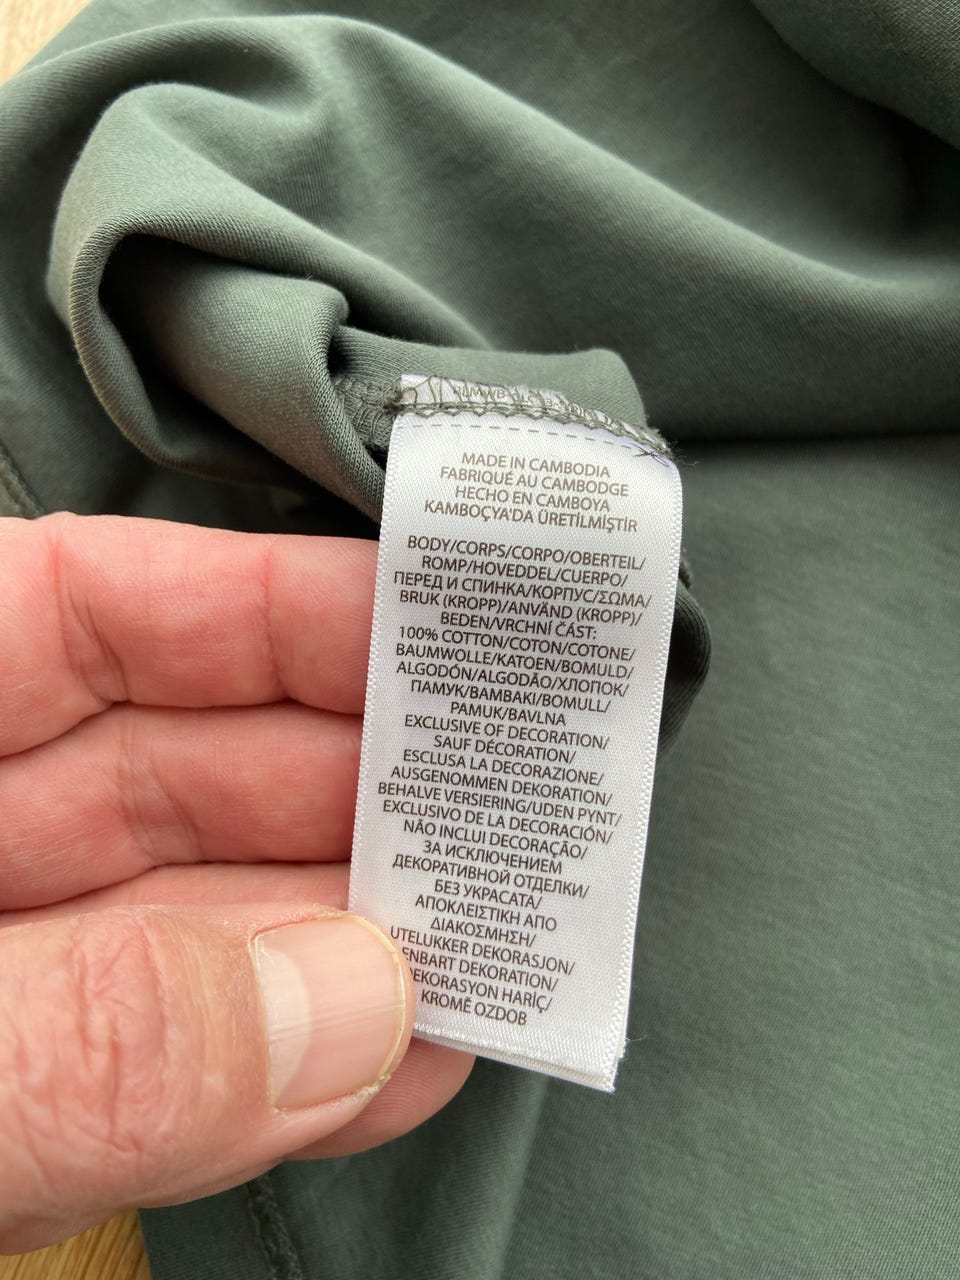 MADE IN CAMBODIA
FABRIQUÉ AU CAMBODGE
HECHO EN CAMBOYA
KAMBOÇYA'DA ÜRETİLMİŞTİR
BODY/CORPS/CORPO/OBERTEIL/
ROMP/HOVEDDEL/CUERPO/
ПЕРЕД И СПИНКА/КОРПУС/ΣΩΜΑ/
BRUK (KROPP)/ANVÄND (KROPP)/
BEDEN/VRCHNÍ ČÁST:
100% COTTON/COTON/COTONE/
BAUMWOLLE/KATOEN/BOMULD/
ALGODÓN/ALGODÃO/ХЛОПОК/
ПАМУК/ΒΑΜΒΑΚΙ/BOMULL/
PAMUK/BAVLNA
EXCLUSIVE OF DECORATION/
SAUF DÉCORATION/
ESCLUSA LA DECORAZIONE/
AUSGENOMMEN DEKORATION/
BEHALVE VERSIERING/UDEN PYNT/
EXCLUSIVO DE LA DECORACIÓN/
NÃO INCLUI DECORAÇÃO/
ЗА ИСКЛЮЧЕНИЕМ
ДЕКОРАТИВНОЙ ОТДЕЛКИ/
БЕЗ УКРАСАТА/
ΑΠΟΚΛΕΙΣΤΙΚΗ ΑΠΟ
ΔΙΑΚΟΣΜΗΣΗ/
UTELUKKER DEKORASJON/
ENBART DEKORATION/
DEKORASYON HARİÇ/
KROMĚ OZDOB